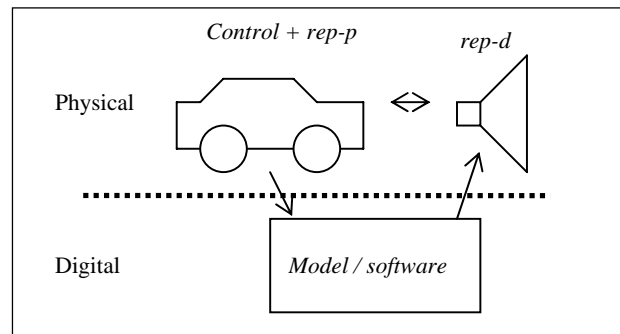 Control + rep-p
rep-d
Physical
Digital
Model / software